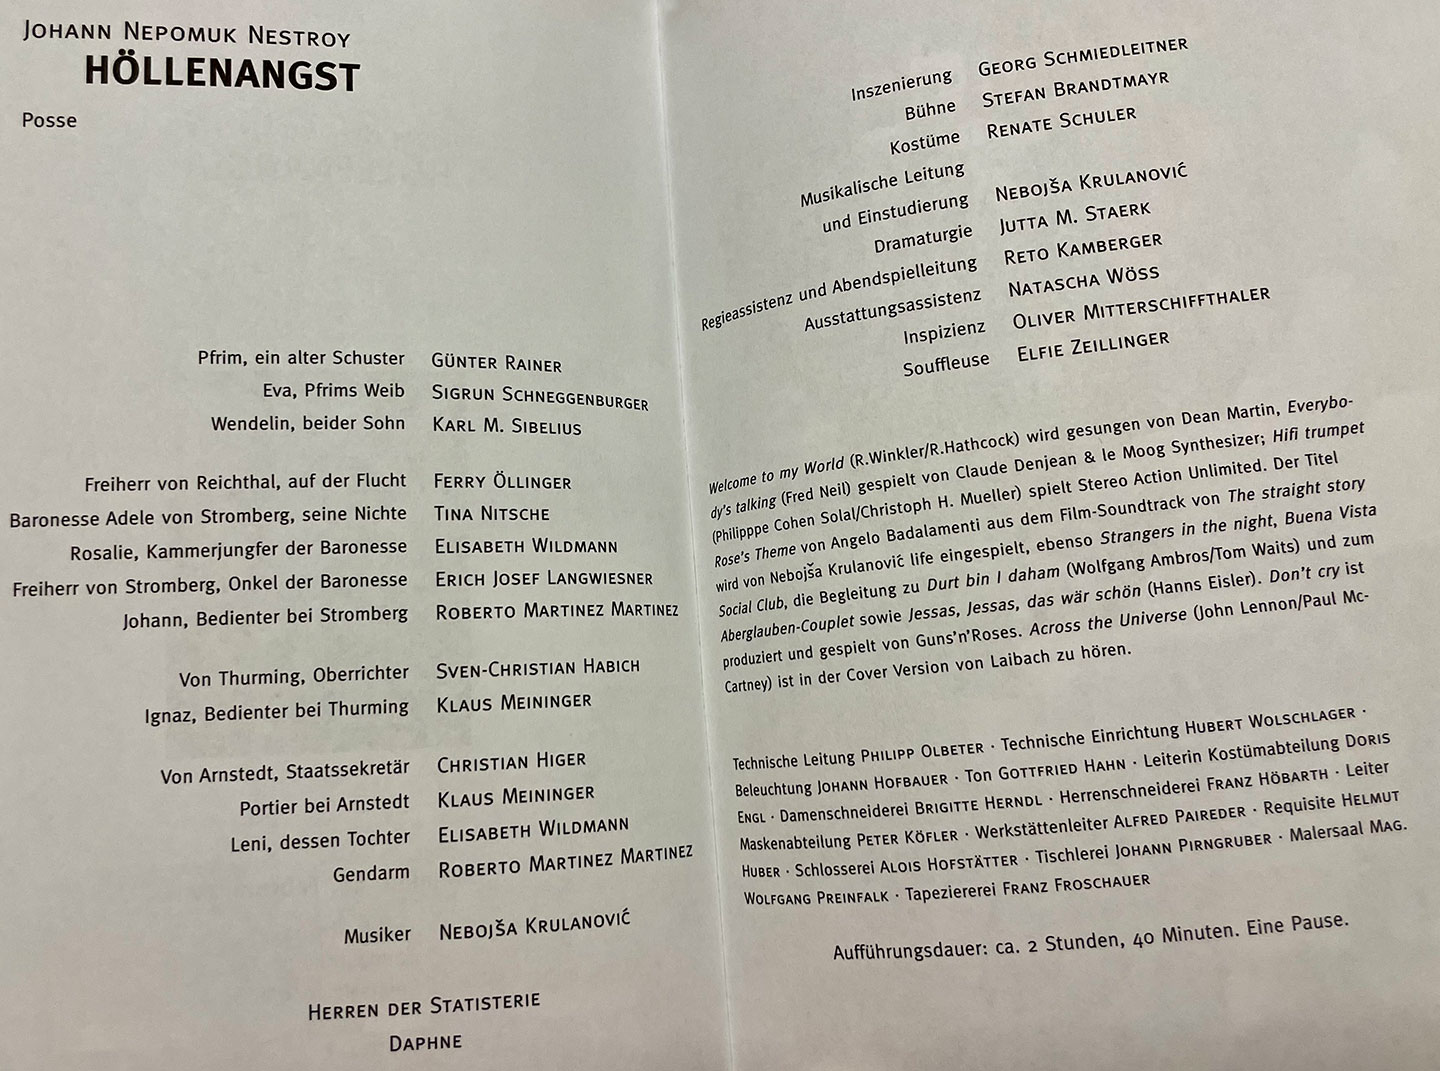 JOHANN NEPOMUK NESTROY
HÖLLENANGST
Posse
Pfrim, ein alter Schuster GÜNTER RAINER
Eva, Pfrims Weib SIGRUN SCHNEGGENBURGER
Wendelin, beider Sohn KARL M. SIBELIUS
Freiherr von Reichthal, auf der Flucht FERRY ÖLLINGER
Baronesse Adele von Stromberg, seine Nichte TINA NITSCHE
Rosalie, Kammerjungfer der Baronesse ELISABETH WILDMANN
Freiherr von Stromberg, Onkel der Baronesse ERICH JOSEF LANGWIESNER
Johann, Bedienter bei Stromberg ROBERTO MARTINEZ MARTINEZ
Von Thurming, Oberrichter SVEN-CHRISTIAN HABICH
Ignaz, Bedienter bei Thurming KLAUS MEININGER
Von Arnstedt, Staatssekretär CHRISTIAN HIGER
Portier bei Arnstedt KLAUS MEININGER
Leni, dessen Tochter ELISABETH WILDMANN
Gendarm ROBERTO MARTINEZ MARTINEZ
Musiker NEBOJŠA KRULANOVIĆ
HERREN DER STATISTERIE
DAPHNE
Inszenierung GEORG SCHMIEDLEITNER
Bühne STEFAN BRANDTMAYR
Kostüme RENATE SCHULER
Musikalische Leitung
und Einstudierung NEBOJŠA KRULANOVIĆ
Dramaturgie JUTTA M. STAERK
Regieassistenz und Abendspielleitung RETO KAMBERGER
Ausstattungsassistenz NATASCHA WÖSS
Inspizienz OLIVER MITTERSCHIFFTHALER
Souffleuse ELFIE ZEILLINGER
Welcome to my World (R.Winkler/R.Hathcock) wird gesungen von Dean Martin, Everybo-
dy's talking (Fred Neil) gespielt von Claude Denjean & le Moog Synthesizer; Hifi trumpet
(Philipppe Cohen Solal/Christoph H. Mueller) spielt Stereo Action Unlimited. Der Titel
Rose's Theme von Angelo Badalamenti aus dem Film-Soundtrack von The straight story
wird von Nebojša Krulanović life eingespielt, ebenso Strangers in the night, Buena Vista
Social Club, die Begleitung zu Durt bin I daham (Wolfgang Ambros/Tom Waits) und zum
Aberglauben-Couplet sowie Jessas, Jessas, das wär schön (Hanns Eisler). Don't cry ist
produziert und gespielt von Guns'n'Roses. Across the Universe (John Lennon/Paul Mc-
Cartney) ist in der Cover Version von Laibach zu hören.
Technische Leitung PHILIPP OLBETER · Technische Einrichtung HUBERT WOLSCHLAGER ·
Beleuchtung JOHANN HOFBAUER · Ton GOTTFRIED HAHN · Leiterin Kostümabteilung DORIS
ENGL · Damenschneiderei BRIGITTE HERNDL · Herrenschneiderei FRANZ HÖBARTH · Leiter
Maskenabteilung PETER KÖFLER · Werkstättenleiter ALFRED PAIREDER · Requisite HELMUT
HUBER · Schlosserei ALOIS HOFSTÄTTER · Tischlerei JOHANN PIRNGRUBER · Malersaal MAG.
WOLFGANG PREINFALK · Tapeziererei FRANZ FROSCHAUER
Aufführungsdauer: ca. 2 Stunden, 40 Minuten. Eine Pause.